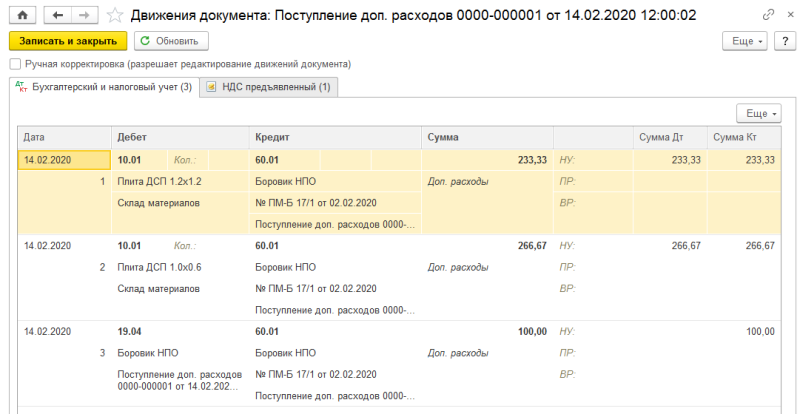 Движения документа: Поступление доп. расходов 0000-000001 от 14.02.2020 12:00:02
Записать и закрыть Обновить Еще ?
Ручная корректировка (разрешает редактирование движений документа)
Дт Кт Бухгалтерский и налоговый учет (3) НДС предъявленный (1)
Еще
Дата Дебет Кредит Сумма Сумма Дт Сумма Кт
14.02.2020 10.01 Кол.: 60.01 233,33 НУ: 233,33 233,33
1 Плита ДСП 1.2x1.2 Боровик НПО Доп. расходы ПР:
Склад материалов № ПМ-Б 17/1 от 02.02.2020 ВР:
Поступление доп. расходов 0000-...
14.02.2020 10.01 Кол.: 60.01 266,67 НУ: 266,67 266,67
2 Плита ДСП 1.0x0.6 Боровик НПО Доп. расходы ПР:
Склад материалов № ПМ-Б 17/1 от 02.02.2020 ВР:
Поступление доп. расходов 0000-...
14.02.2020 19.04 60.01 100,00 НУ: 100,00
3 Боровик НПО Боровик НПО Доп. расходы ПР:
Поступление доп. расходов № ПМ-Б 17/1 от 02.02.2020 ВР:
0000-000001 от 14.02.202...
Поступление доп. расходов 0000-...